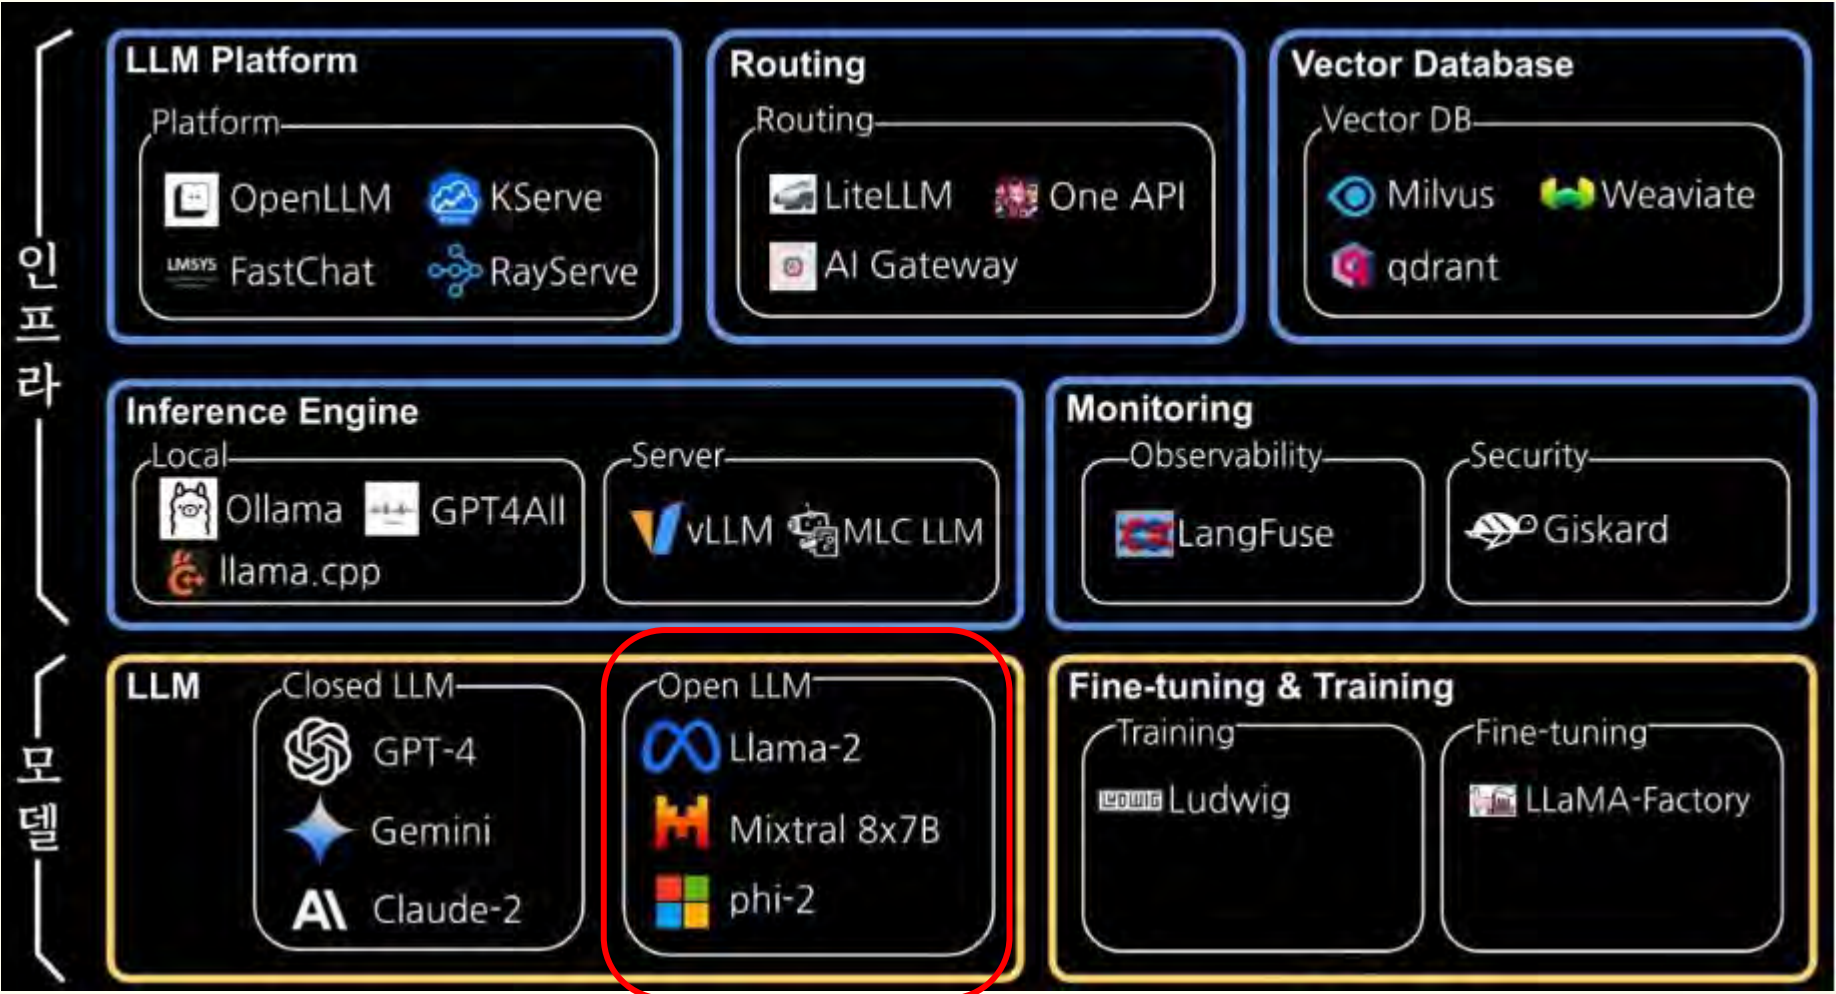 인프라
LLM Platform
Platform
OpenLLM
KServe
LMSYS
FastChat
RayServe
Routing
Routing
LiteLLM
One API
AI Gateway
Vector Database
Vector DB
Milvus
Weaviate
qdrant
Inference Engine
Local
Ollama
GPT4All
llama.cpp
Server
vLLM
MLC LLM
Monitoring
Observability
LangFuse
Security
Giskard
모델
LLM
Closed LLM
GPT-4
Gemini
Claude-2
Open LLM
Llama-2
Mixtral 8x7B
phi-2
Fine-tuning & Training
Training
LUDWIG
Ludwig
Fine-tuning
LLaMA-Factory